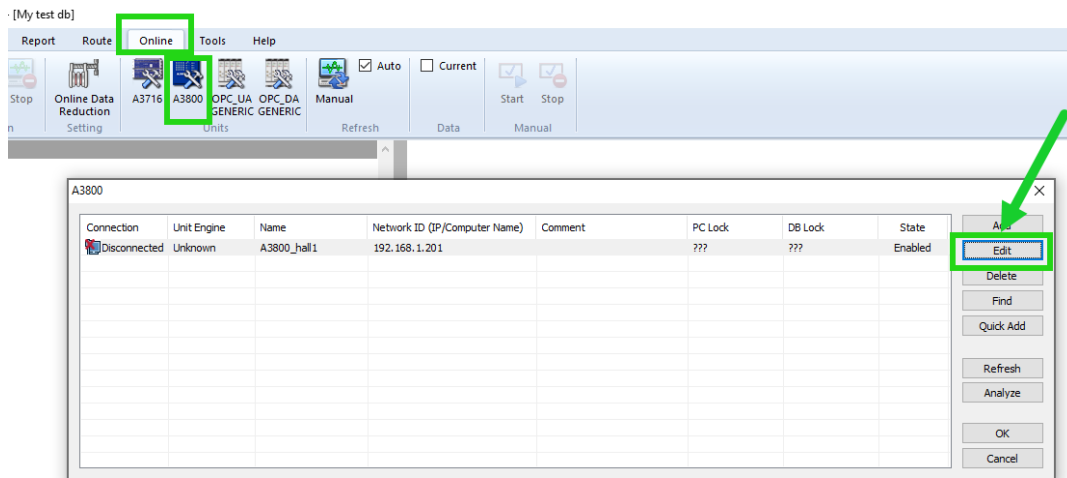 - [My test db]
Report Route Online Tools Help
Auto Current
Stop Online Data Reduction A3716 A3800 OPC_UA GENERIC OPC_DA GENERIC Manual Start Stop
n Setting Units Refresh Data Manual
A3800
Connection Unit Engine Name Network ID (IP/Computer Name) Comment PC Lock DB Lock State
Disconnected Unknown A3800_hall1 192.168.1.201 ??? ??? Enabled
Edit
Delete
Find
Quick Add
Refresh
Analyze
OK
Cancel